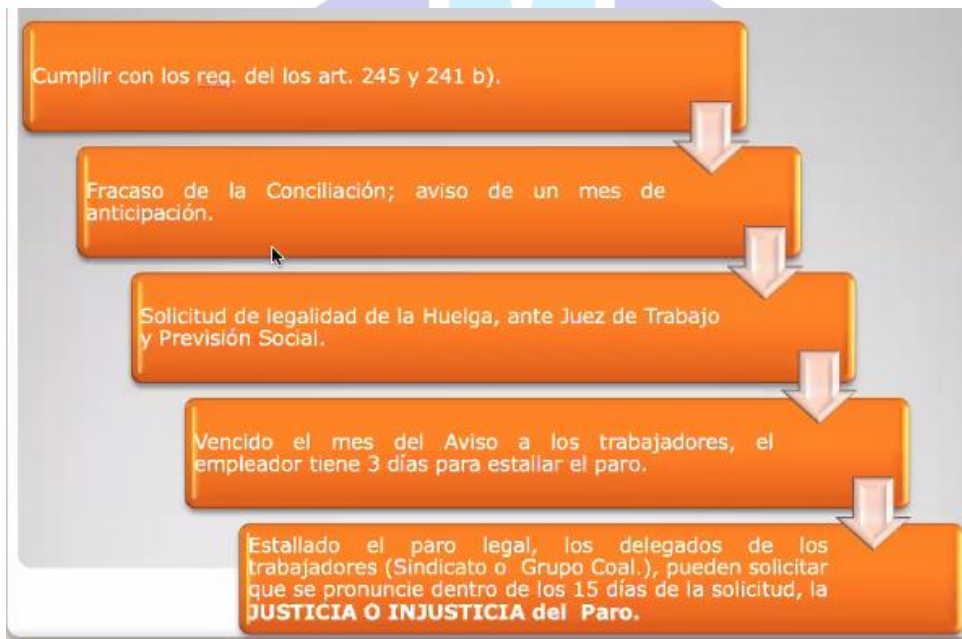 Cumplir con los req. del los art. 245 y 241 b).
Fracaso de la Conciliación; aviso de un mes de
anticipación.
Solicitud de legalidad de la Huelga, ante Juez de Trabajo
y Previsión Social.
Vencido el mes del Aviso a los trabajadores, el
empleador tiene 3 días para estallar el paro.
Estallado el paro legal, los delegados de los
trabajadores (Sindicato o Grupo Coal.), pueden solicitar
que se pronuncie dentro de los 15 días de la solicitud, la
JUSTICIA O INJUSTICIA del Paro.